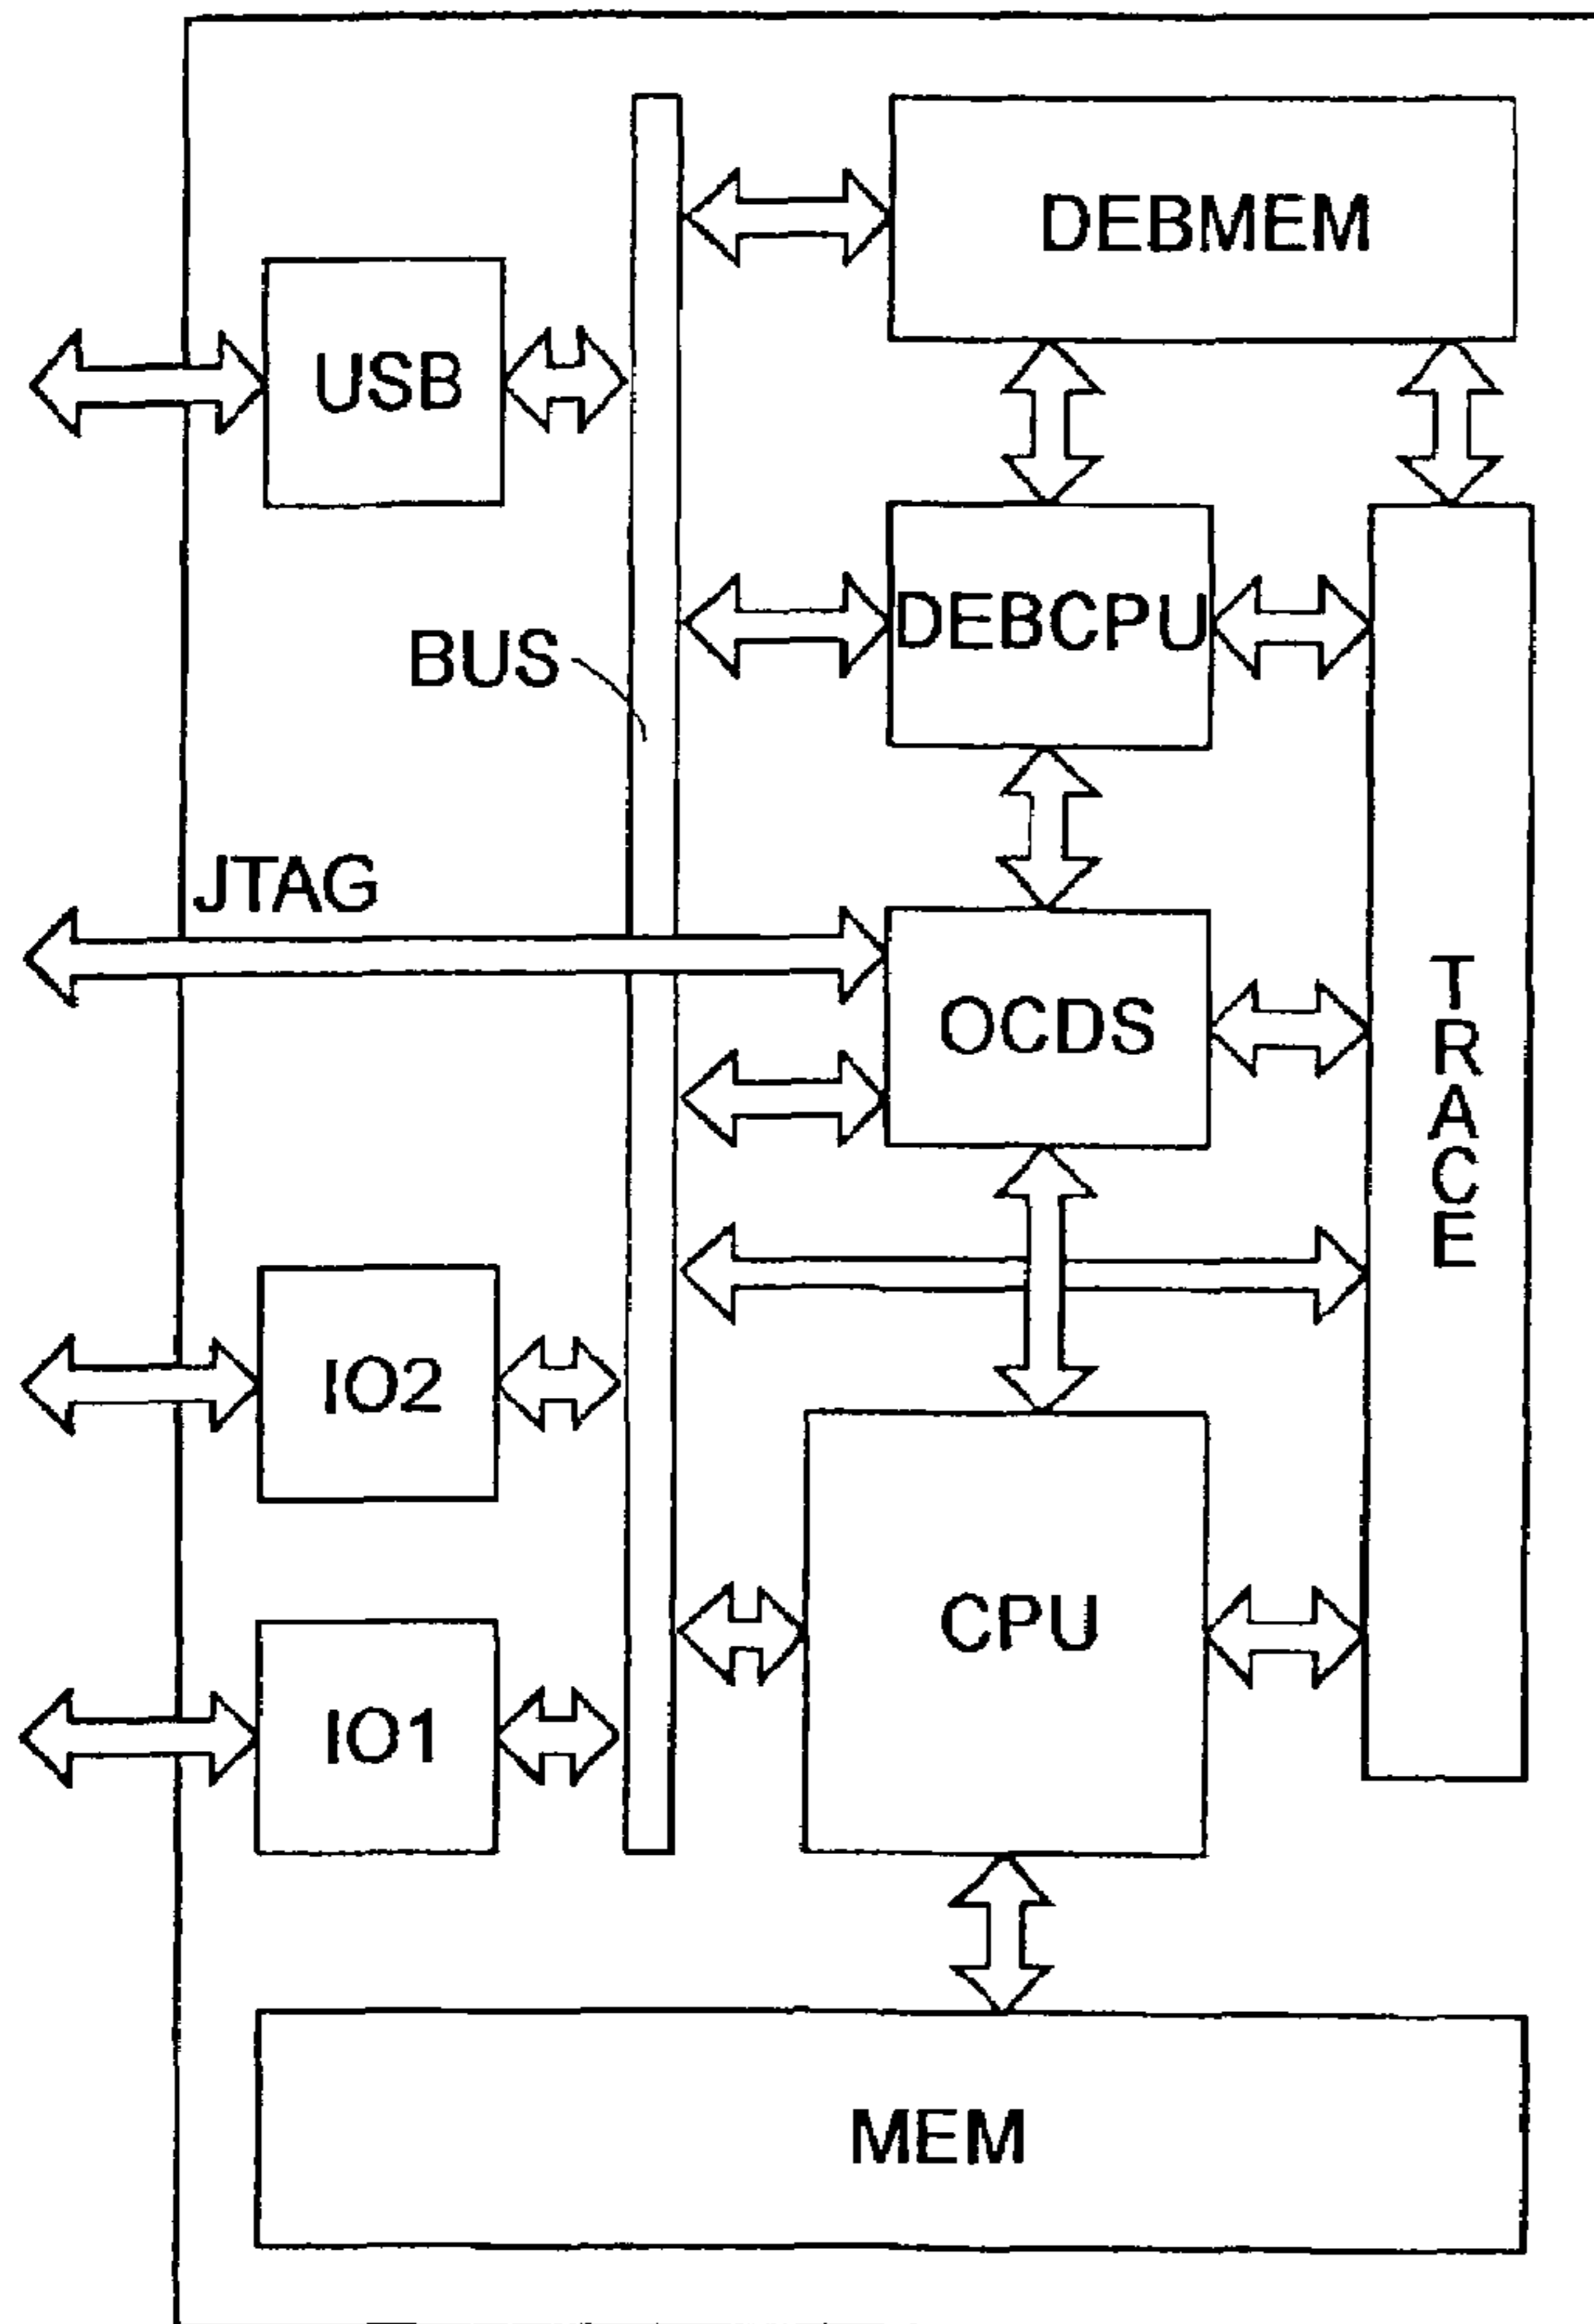 DEBMEM
USB
DEBCPU
BUS
JTAG
OCDS
TRACE
IO2
CPU
IO1
MEM